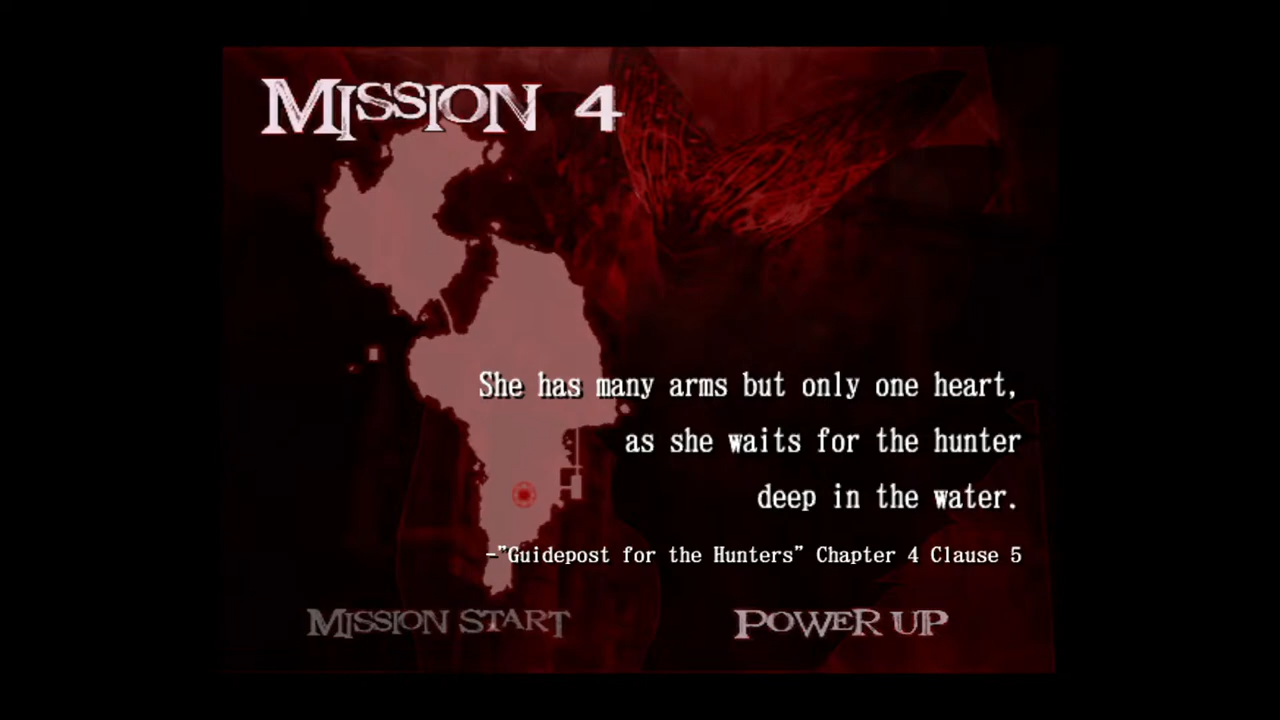 MISSION 4
She has many arms but only one heart,
as she waits for the hunter
deep in the water.
-"Guidepost for the Hunters" Chapter 4 Clause 5
MISSION START
POWER UP